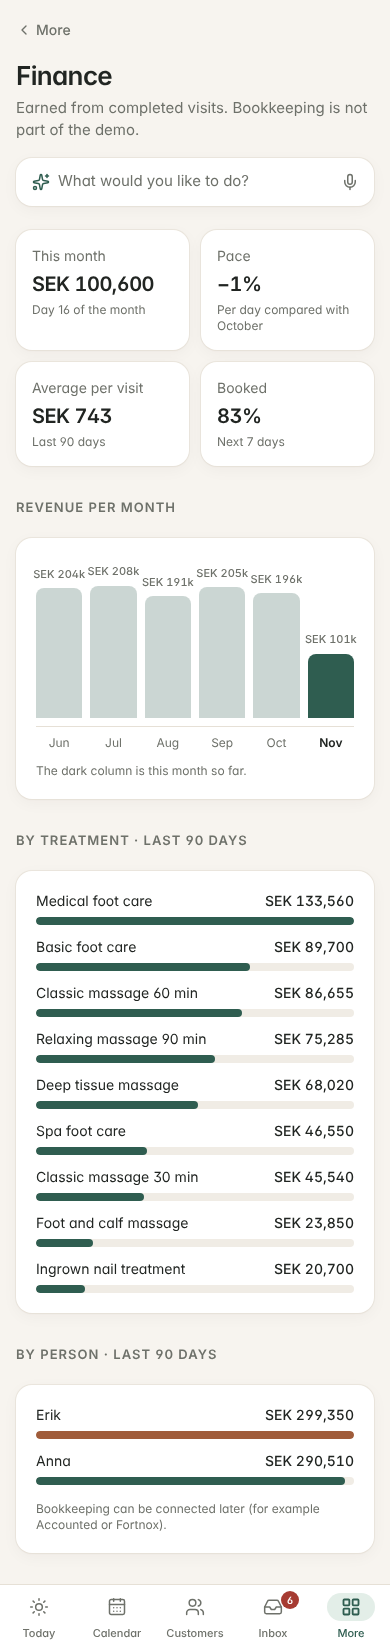 More
Finance
Earned from completed visits. Bookkeeping is not
part of the demo.
What would you like to do?
This month
SEK 100,600
Day 16 of the month
Pace
−1%
Per day compared with
October
Average per visit
SEK 743
Last 90 days
Booked
83%
Next 7 days
REVENUE PER MONTH
SEK 204k SEK 208k SEK 191k SEK 205k SEK 196k SEK 101k
Jun Jul Aug Sep Oct Nov
The dark column is this month so far.
BY TREATMENT · LAST 90 DAYS
Medical foot care SEK 133,560
Basic foot care SEK 89,700
Classic massage 60 min SEK 86,655
Relaxing massage 90 min SEK 75,285
Deep tissue massage SEK 68,020
Spa foot care SEK 46,550
Classic massage 30 min SEK 45,540
Foot and calf massage SEK 23,850
Ingrown nail treatment SEK 20,700
BY PERSON · LAST 90 DAYS
Erik SEK 299,350
Anna SEK 290,510
Bookkeeping can be connected later (for example
Accounted or Fortnox).
6
Today Calendar Customers Inbox More